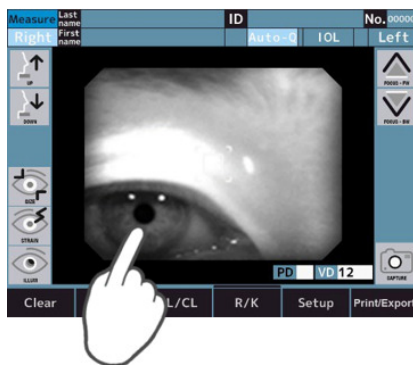 Measure Last name ID No. 00000
Right First name Auto-Q IOL Left
UP
FOCUS - FW
DOWN
FOCUS - BW
SIZE
STRAIN
ILLUM
CAPTURE
PD VD 12
Clear L/CL R/K Setup Print/Export